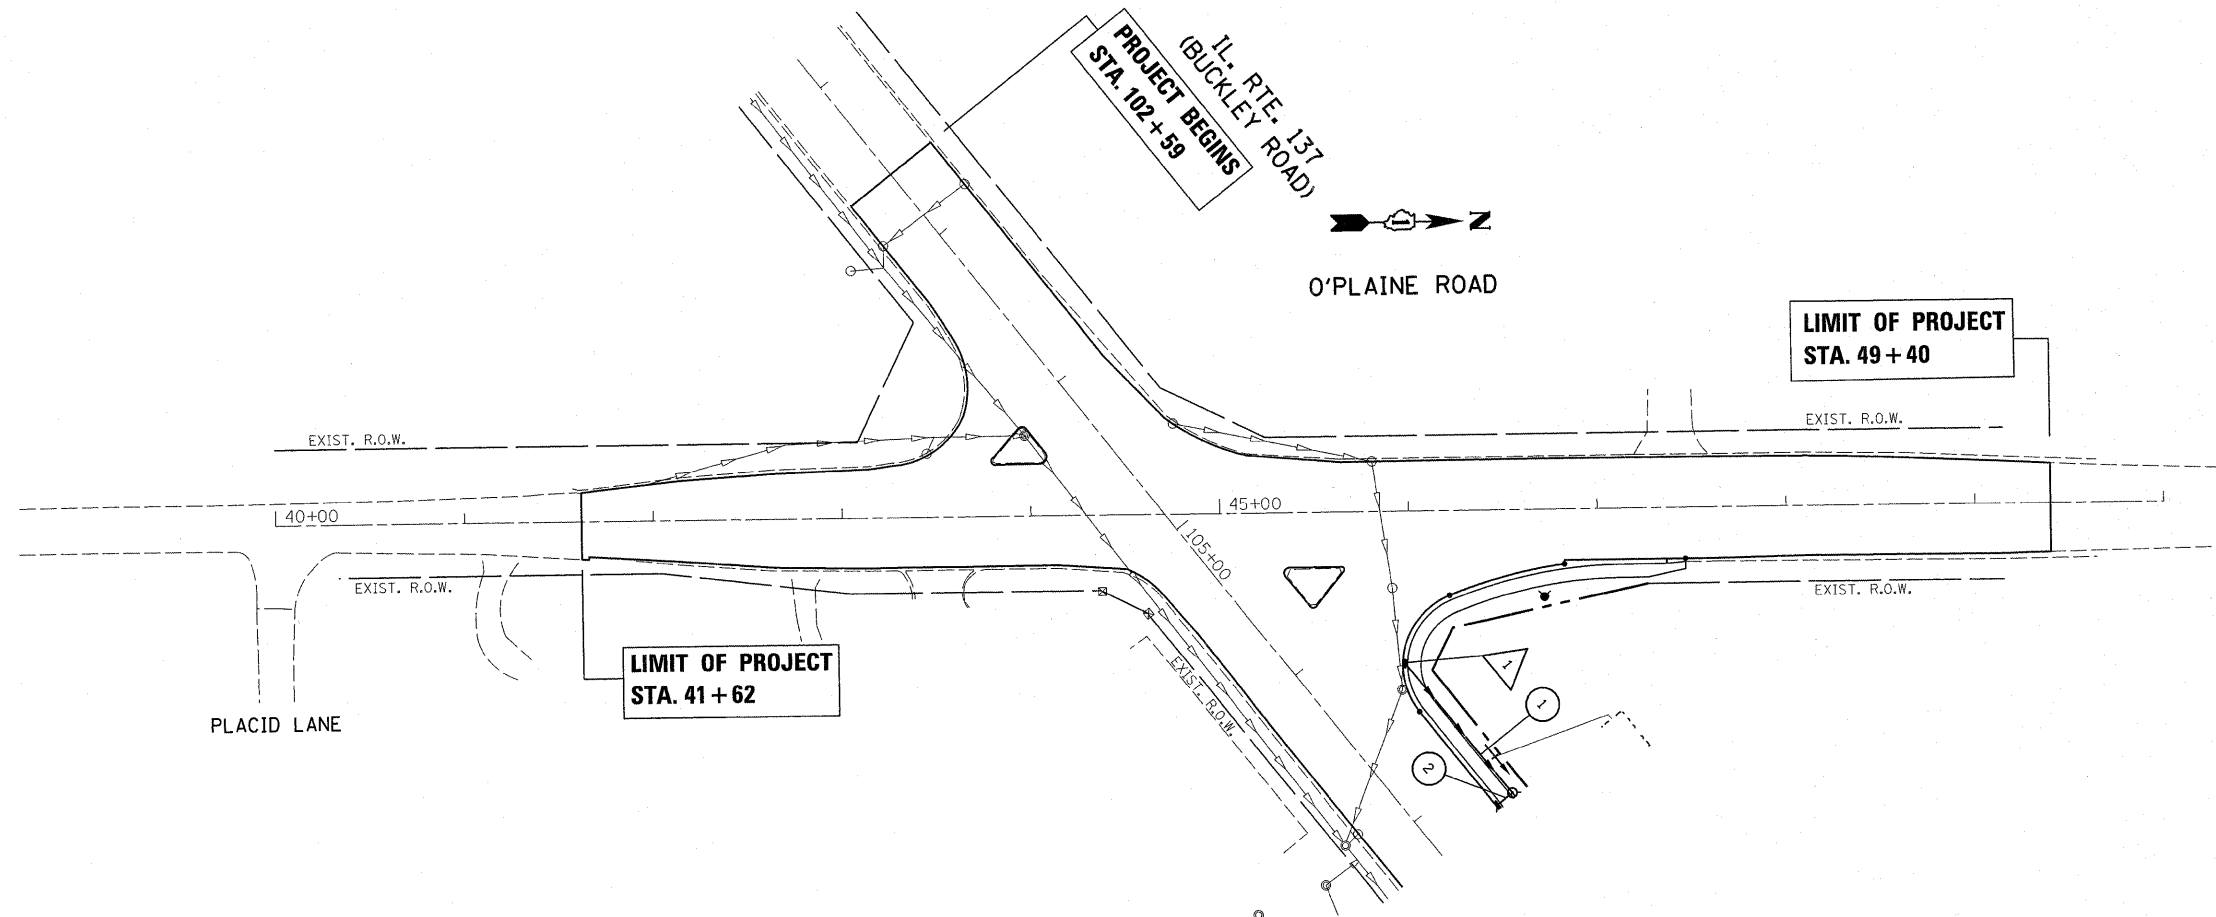 PROJECT BEGINS
STA. 102+59
IL. RTE. 137
(BUCKLEY ROAD)
N
O'PLAINE ROAD
LIMIT OF PROJECT
STA. 49+40
EXIST. R.O.W.
EXIST. R.O.W.
40+00
45+00
105+00
EXIST. R.O.W.
EXIST. R.O.W.
LIMIT OF PROJECT
STA. 41+62
EXIST. R.O.W.
1
1
2
PLACID LANE